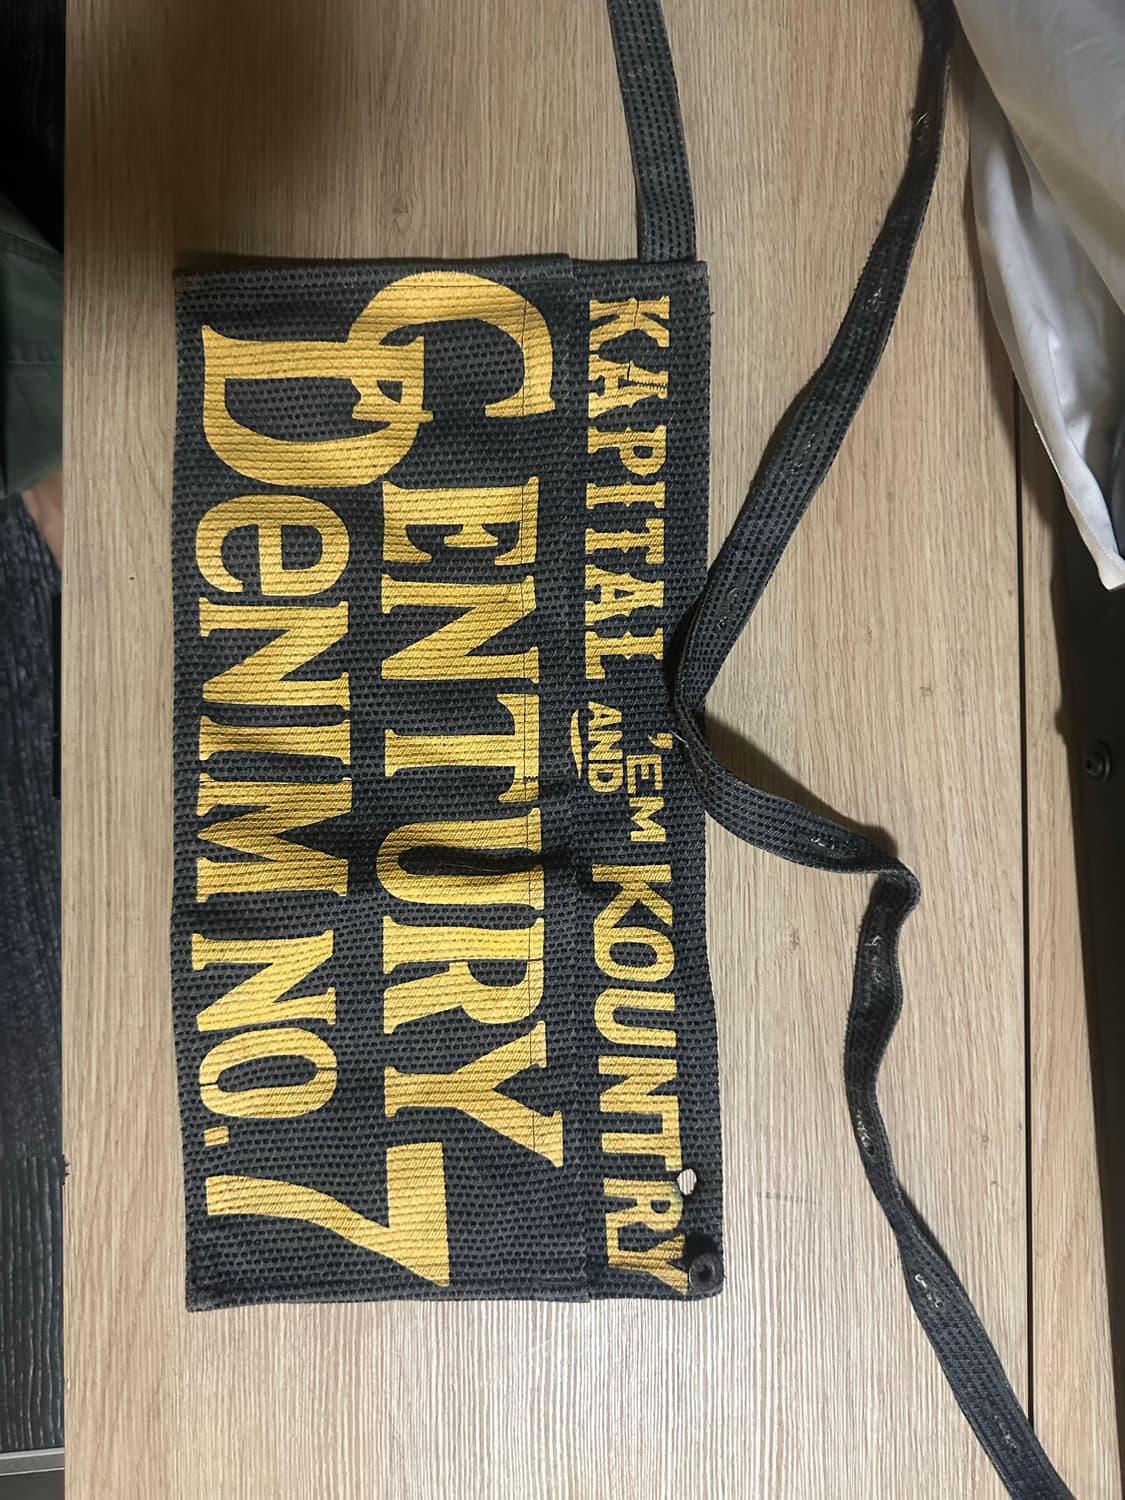 KAPITAL AND 'EM KOUNTRY
CENTURY
DeNIM No.7